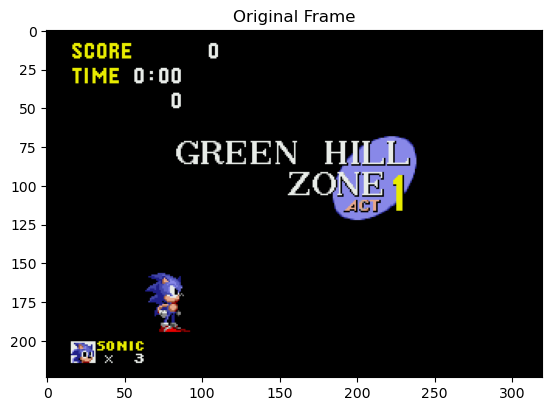 Original Frame
0
25
50
75
100
125
150
175
200
SCORE 0
TIME 0:00
0
GREEN HILL
ZONE
ACT 1
SONIC
× 3
0 50 100 150 200 250 300